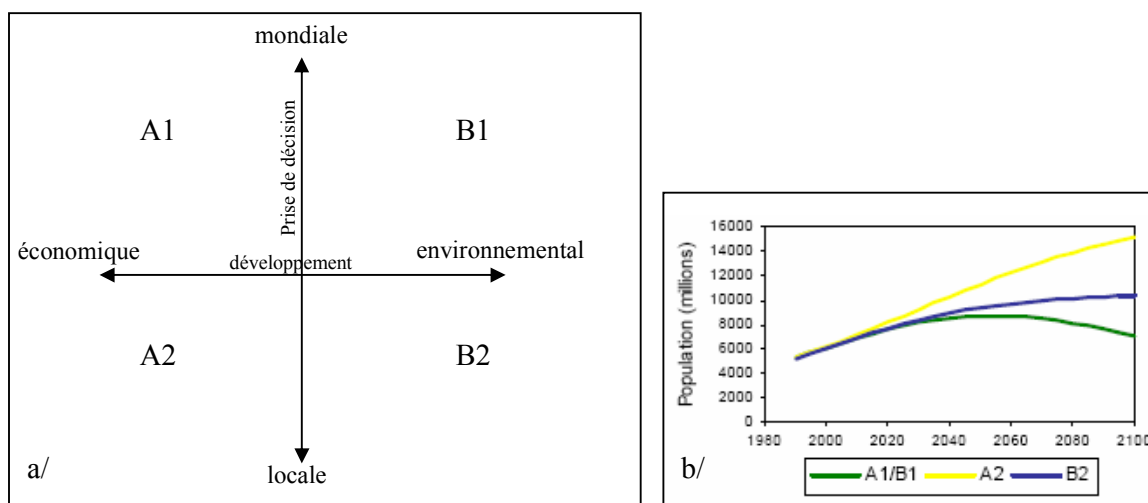 mondiale
A1
B1
Prise de décision
économique
développement
environnemental
A2
B2
a/
locale
Population (millions)
16000
14000
12000
10000
8000
6000
4000
2000
0
1980 2000 2020 2040 2060 2080 2100
b/
A1/B1 A2 B2